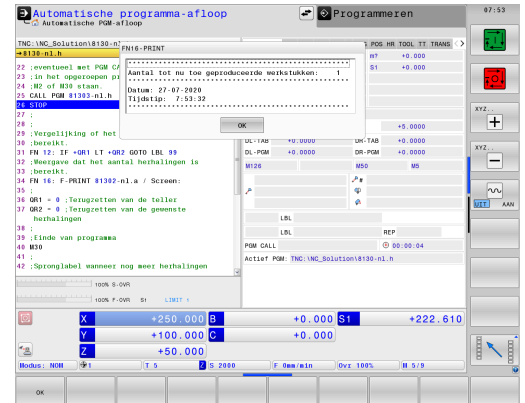 Automatische programma-afloop
Automatische PGM-afloop
Programmeren
07:53
TNC:\NC_Solution\8130-nl
POS HR TOOL TT TRANS
→8130-nl.h
FN16-PRINT
m? +0.000
S1 +0.000
22 ;eventueel met PGM CA
23 ;in het opgeroepen pr
24 ;M2 of M30 staan.
25 CALL PGM 81303-nl.h
26 STOP
27 ;
28 ;
29 ;Vergelijking of het
30 ;bereikt.
31 FN 12: IF +QR1 LT +QR2 GOTO LBL 99
32 ;Weergave dat het aantal herhalingen is
33 ;bereikt.
34 FN 16: F-PRINT 81302-nl.a / Screen:
35 ;
36 QR1 = 0 ;Terugzetten van de teller
37 QR2 = 0 ;Terugzetten van de gewenste
herhalingen
38 ;
39 ;Einde van programma
40 M30
41 ;
42 ;Spronglabel wanneer nog meer herhalingen
Aantal tot nu toe geproduceerde werkstukken: 1
Datum: 27-07-2020
Tijdstip: 7:53:32
OK
+5.0000
DL-TAB +0.0000 DR-TAB +0.0000
DL-PGM +0.0000 DR-PGM +0.0000
M126 M50 M5
P P#
LBL
LBL REP
PGM CALL 00:00:04
Actief PGM: TNC:\NC_Solution\8130-nl.h
100% S-OVR
100% F-OVR S1 LIMIT 1
X +250.000 B +0.000 S1 +222.610
Y +100.000 C +0.000
Z +50.000
Modus: NOM 1 T 5 Z S 2000 F 0mm/min Ovr 100% M 5/9
XYZ..
+
XYZ..
−
UIT AAN
OK